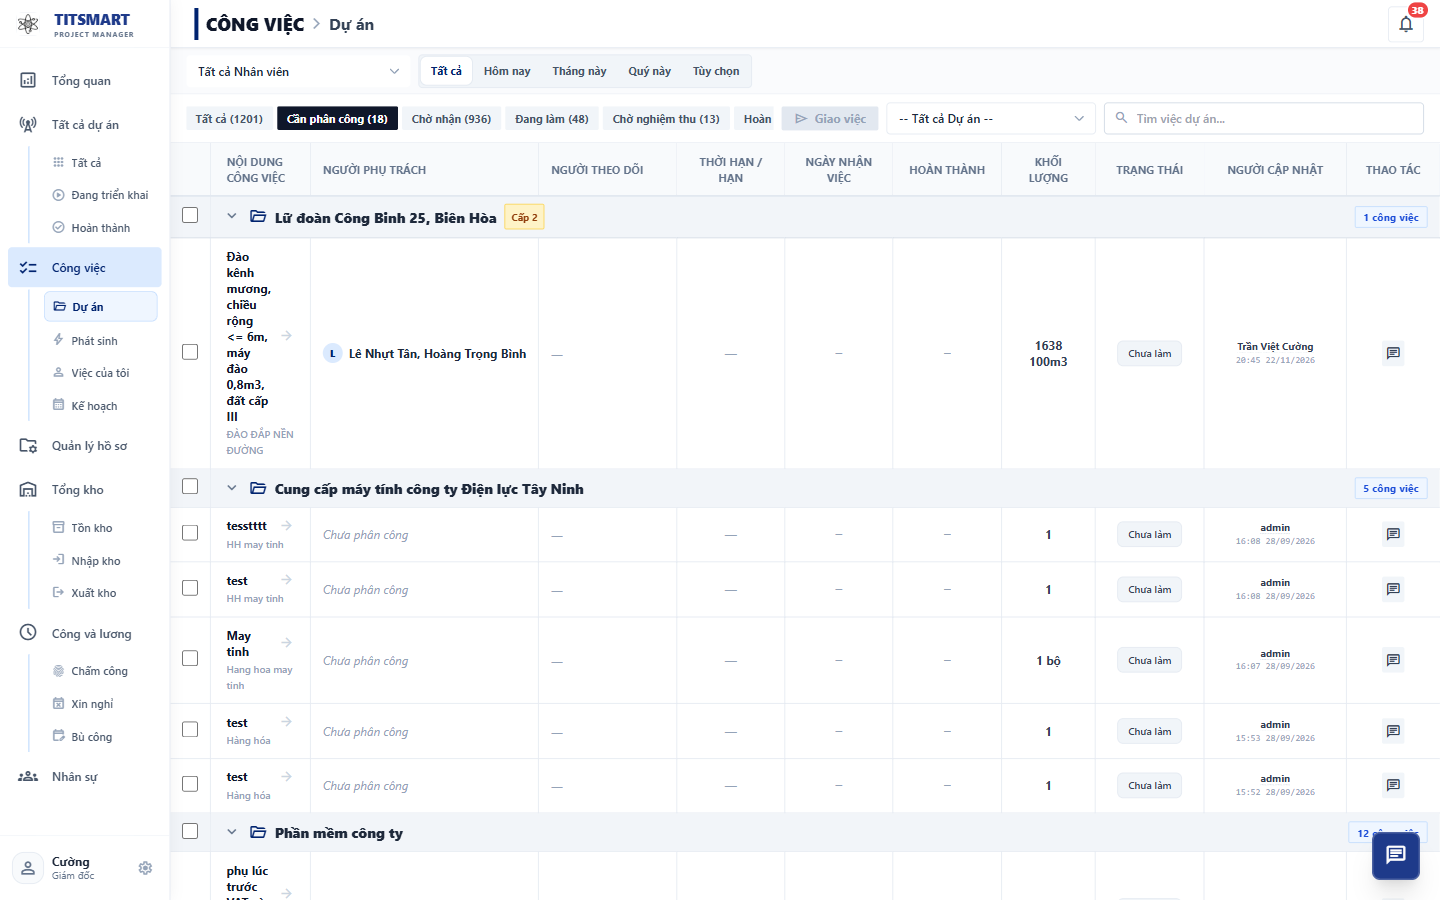 TITSMART
PROJECT MANAGER
Tổng quan
Tất cả dự án
Tất cả
Đang triển khai
Hoàn thành
Công việc
Dự án
Phát sinh
Việc của tôi
Kế hoạch
Quản lý hồ sơ
Tổng kho
Tồn kho
Nhập kho
Xuất kho
Công và lương
Chấm công
Xin nghỉ
Bù công
Nhân sự
Cường
Giám đốc
CÔNG VIỆC
Dự án
38
Tất cả Nhân viên
Tất cả
Hôm nay
Tháng này
Quý này
Tùy chọn
Tất cả (1201)
Cần phân công (18)
Chờ nhận (936)
Đang làm (48)
Chờ nghiệm thu (13)
Hoàn
Giao việc
-- Tất cả Dự án --
Tìm việc dự án...
NỘI DUNG
CÔNG VIỆC
NGƯỜI PHỤ TRÁCH
NGƯỜI THEO DÕI
THỜI HẠN /
HẠN
NGÀY NHẬN
VIỆC
HOÀN THÀNH
KHỐI
LƯỢNG
TRẠNG THÁI
NGƯỜI CẬP NHẬT
THAO TÁC
Lữ đoàn Công Binh 25, Biên Hòa
Cấp 2
1 công việc
Đào
kênh
mương,
chiều
rộng
<= 6m,
máy
đào
0,8m3,
đất cấp
III
ĐÀO ĐẮP NỀN
ĐƯỜNG
L
Lê Nhựt Tân, Hoàng Trọng Bình
—
—
–
–
1638
100m3
Chưa làm
Trần Việt Cường
20:45 22/11/2026
Cung cấp máy tính công ty Điện lực Tây Ninh
5 công việc
tesstttt
HH may tinh
Chưa phân công
—
—
–
–
1
Chưa làm
admin
16:08 28/09/2026
test
HH may tinh
Chưa phân công
—
—
–
–
1
Chưa làm
admin
16:08 28/09/2026
May
tinh
Hang hoa may
tinh
Chưa phân công
—
—
–
–
1 bộ
Chưa làm
admin
16:07 28/09/2026
test
Hàng hóa
Chưa phân công
—
—
–
–
1
Chưa làm
admin
15:53 28/09/2026
test
Hàng hóa
Chưa phân công
—
—
–
–
1
Chưa làm
admin
15:52 28/09/2026
Phần mềm công ty
12
phụ lúc
trước